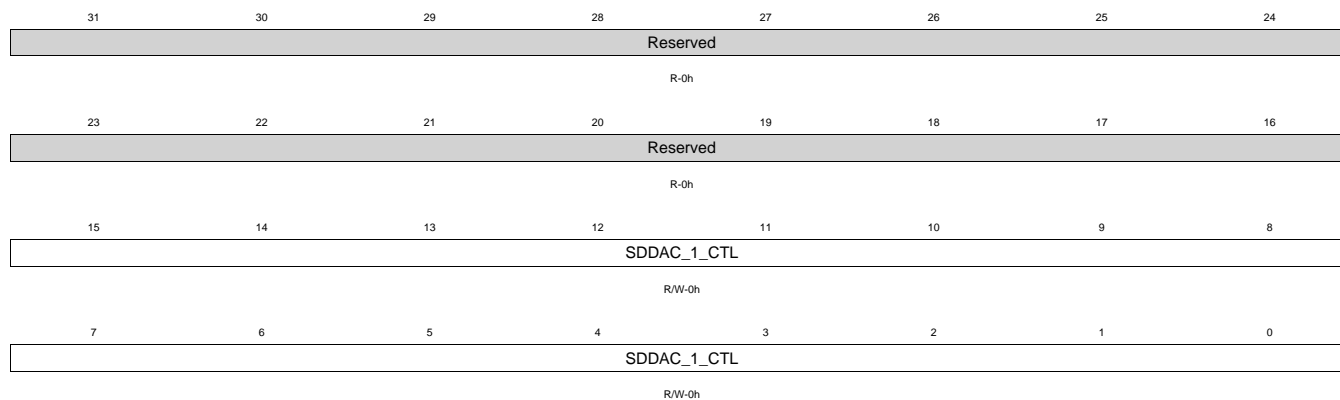 31 30 29 28 27 26 25 24
Reserved
R-0h
23 22 21 20 19 18 17 16
Reserved
R-0h
15 14 13 12 11 10 9 8
SDDAC_1_CTL
R/W-0h
7 6 5 4 3 2 1 0
SDDAC_1_CTL
R/W-0h